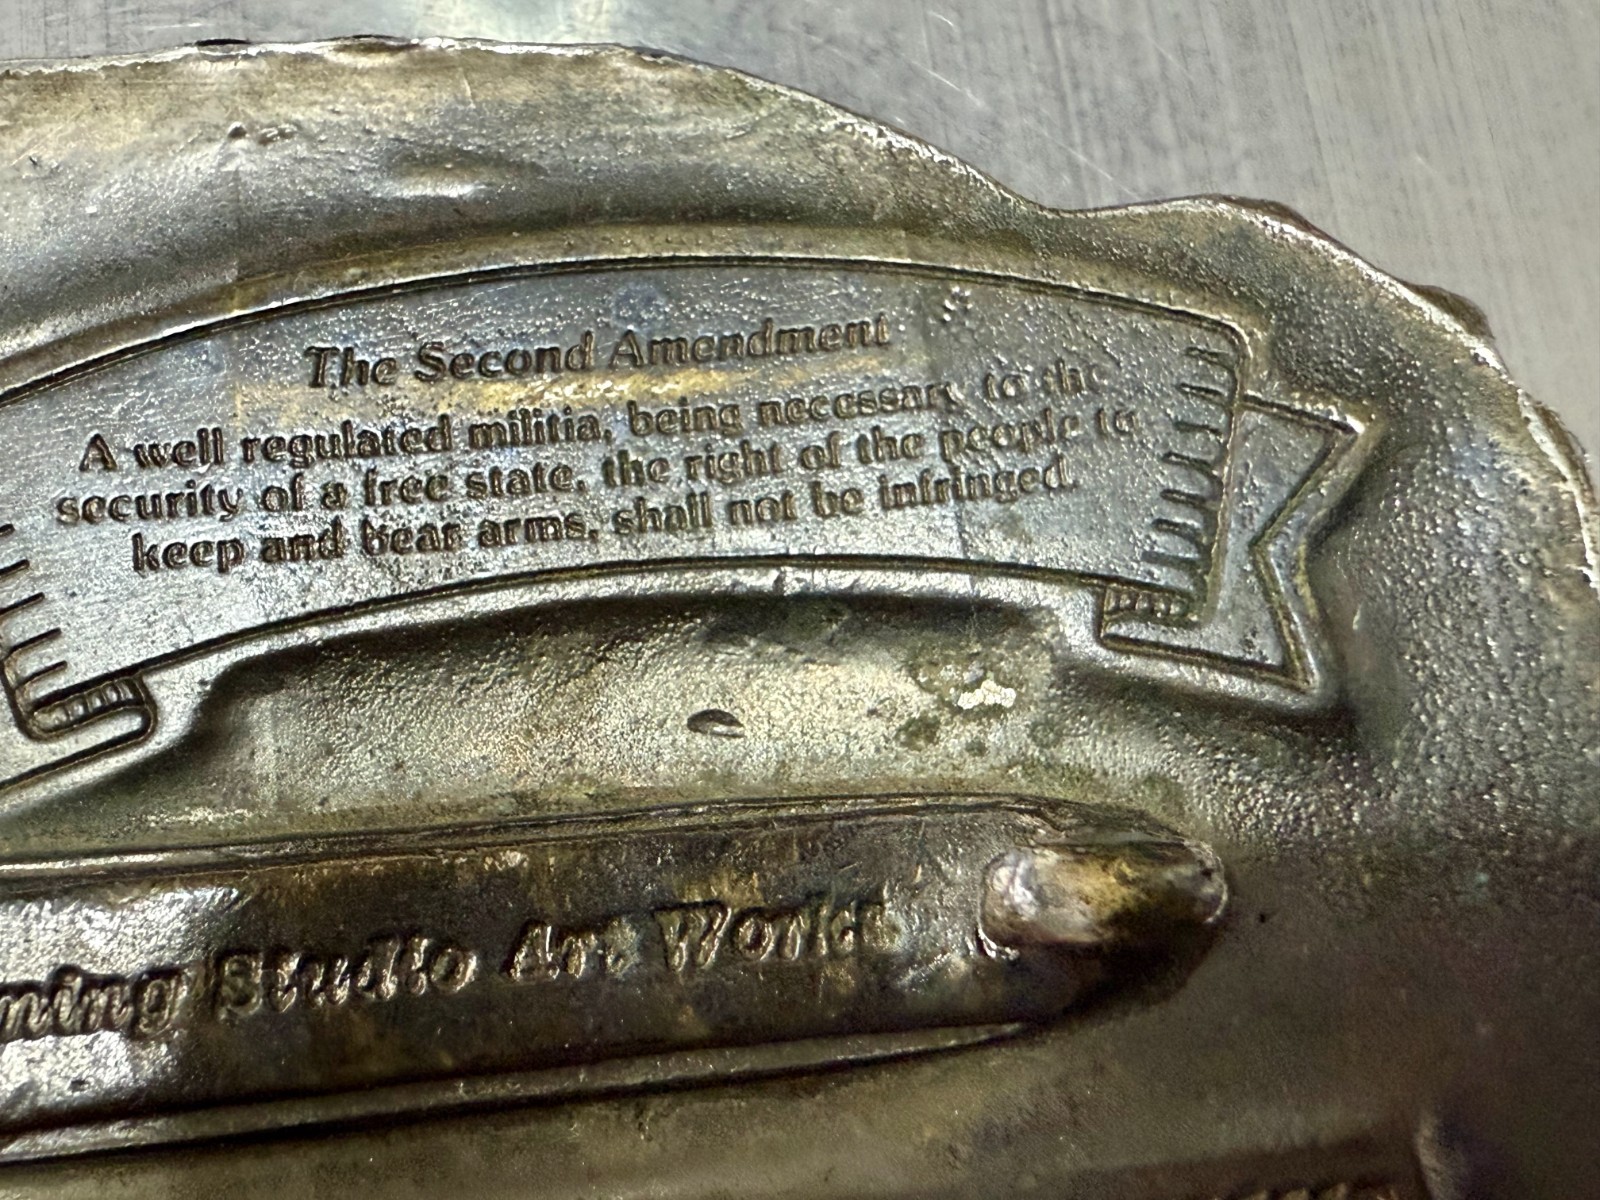 The Second Amendment
A well regulated militia, being necessary to the
security of a free state, the right of the people to
keep and bear arms, shall not be infringed.
ming Studio Art Works